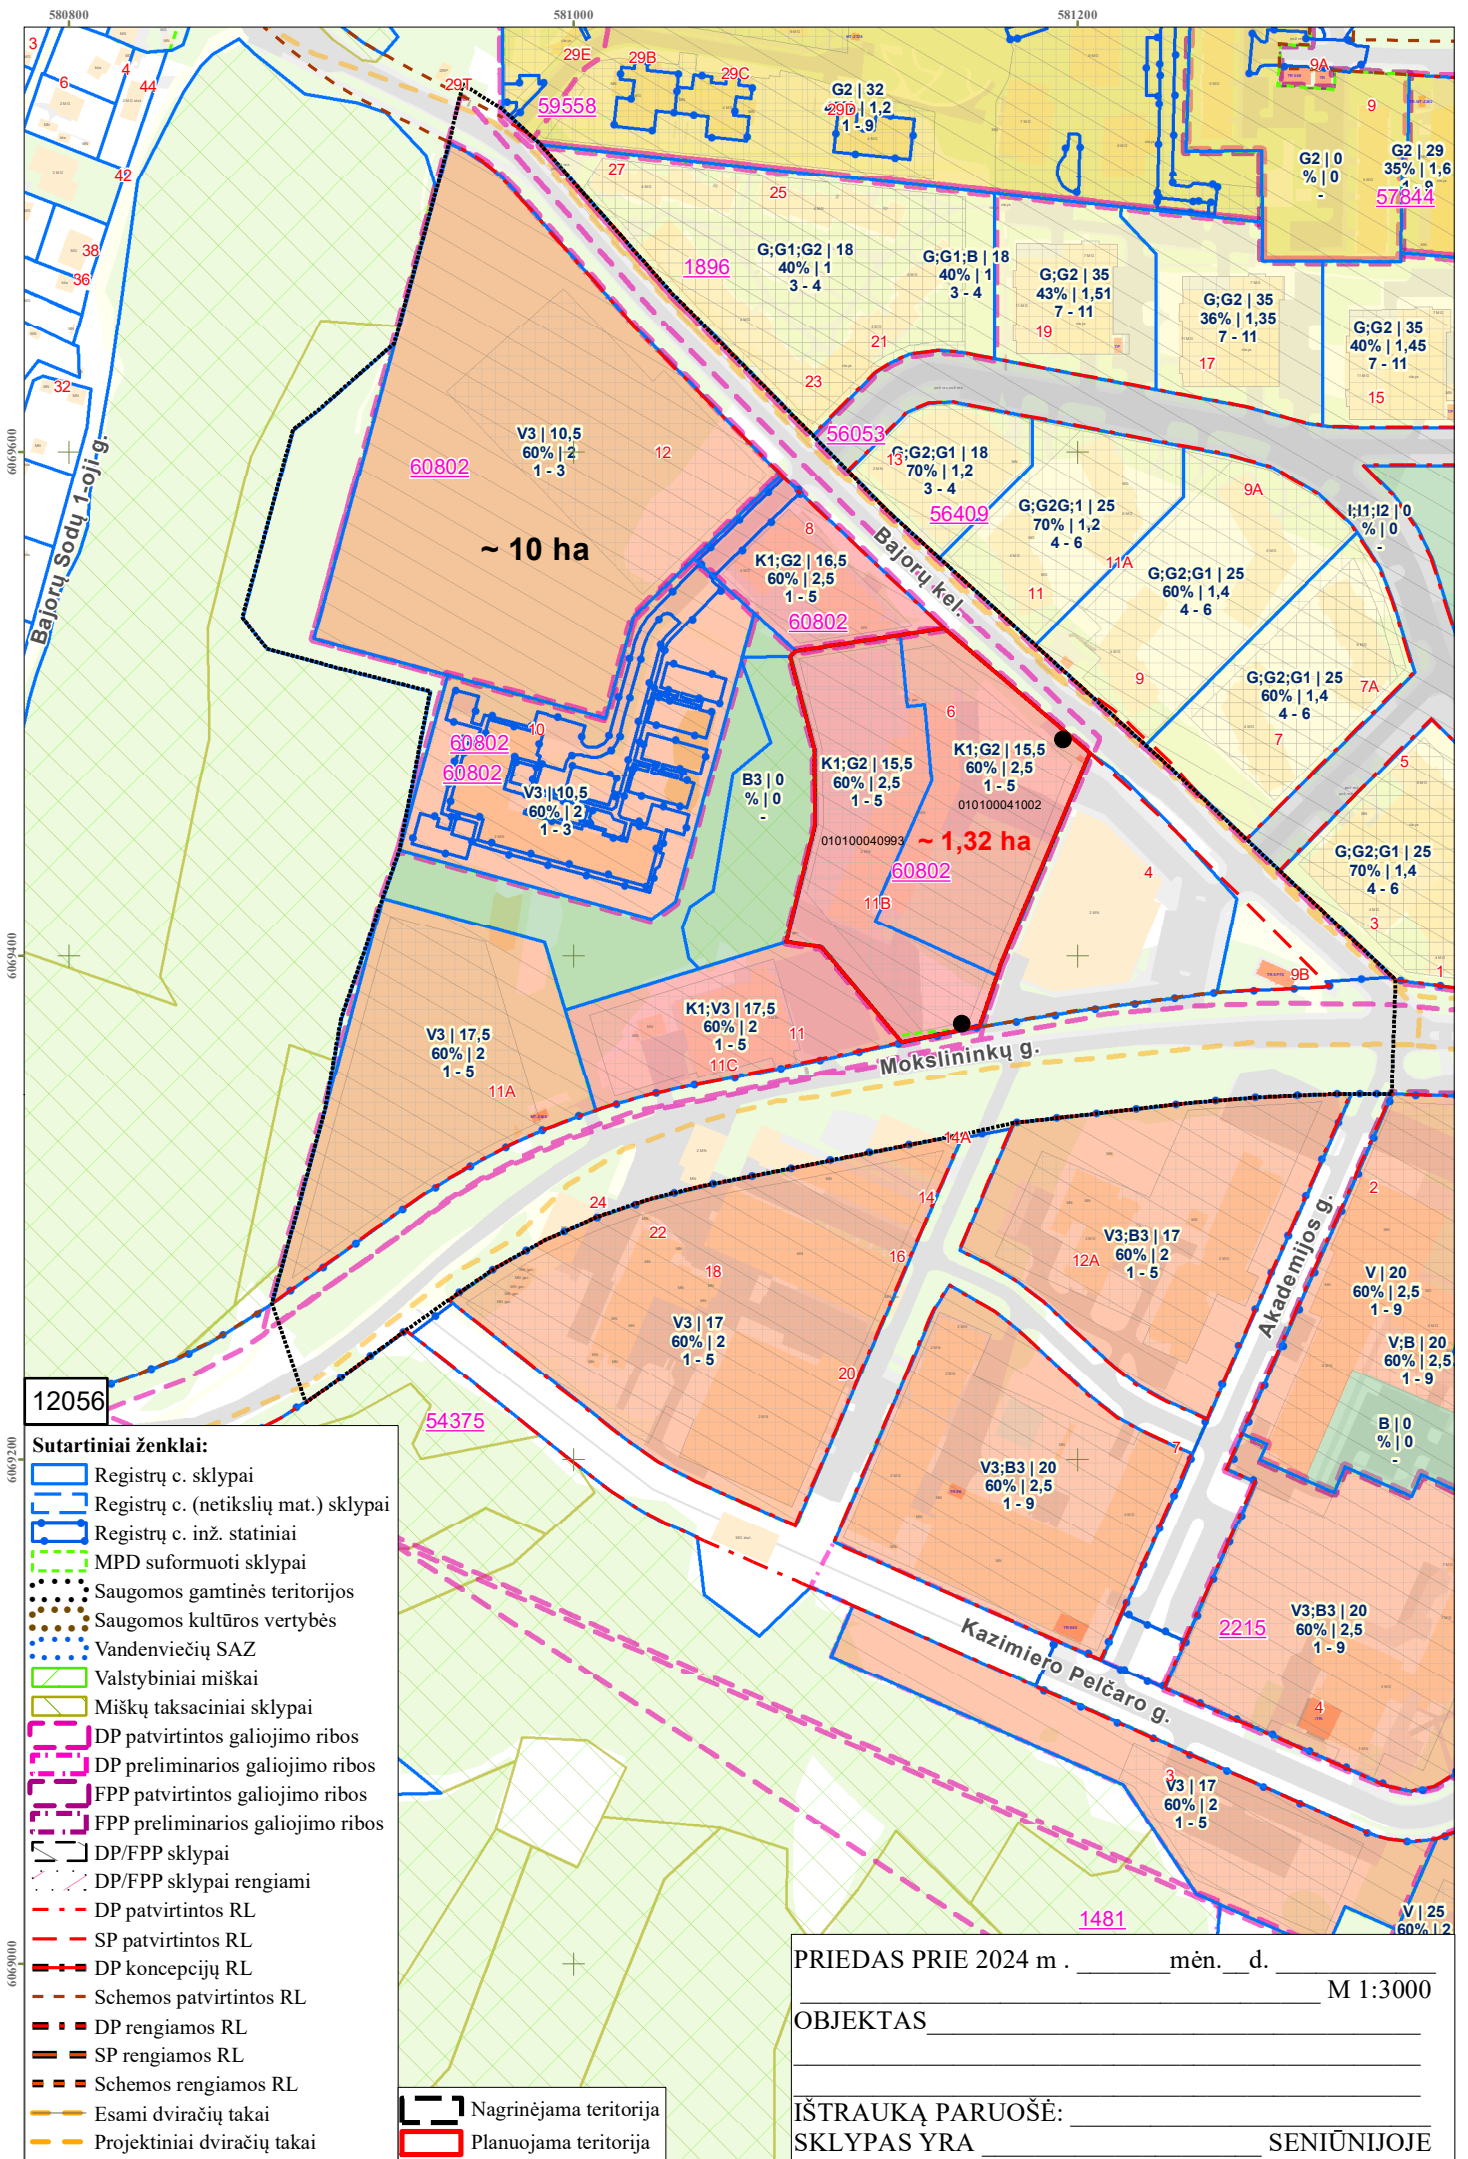 580800
581000
581200
3
6
4
44
42
38
36
32
29T
29E
29B
29C
59558
G2 | 32
1,2
29D
1 - 9
9A
9
G2 | 0
% | 0
-
G2 | 29
35% | 1,6
1 - 9
57844
27
25
1896
G;G1;G2 | 18
40% | 1
3 - 4
G;G1;B | 18
40% | 1
3 - 4
G;G2 | 35
43% | 1,51
7 - 11
19
G;G2 | 35
36% | 1,35
7 - 11
17
G;G2 | 35
40% | 1,45
7 - 11
15
21
23
6069600
Bajorų Sodų 1-oji g.
V3 | 10,5
60% | 2
1 - 3
12
60802
~ 10 ha
56053
13
G;G2;G1 | 18
70% | 1,2
3 - 4
56409
G;G2G;1 | 25
70% | 1,2
4 - 6
9A
I;I1;I2 | 0
% | 0
-
8
K1;G2 | 16,5
60% | 2,5
1 - 5
60802
Bajorų kel.
11
11A
G;G2;G1 | 25
60% | 1,4
4 - 6
9
G;G2;G1 | 25
60% | 1,4
4 - 6
7A
7
5
10
60802
60802
V3 | 10,5
60% | 2
1 - 3
B3 | 0
% | 0
-
6
K1;G2 | 15,5
60% | 2,5
1 - 5
K1;G2 | 15,5
60% | 2,5
1 - 5
010100041002
010100040993
~ 1,32 ha
60802
11B
4
G;G2;G1 | 25
70% | 1,4
4 - 6
3
1
9B
6069400
V3 | 17,5
60% | 2
1 - 5
11A
K1;V3 | 17,5
60% | 2
1 - 5
11
11C
Mokslininkų g.
14A
24
22
18
14
16
20
V3 | 17
60% | 2
1 - 5
V3;B3 | 17
60% | 2
1 - 5
12A
Akademijos g.
2
V | 20
60% | 2,5
1 - 9
V;B | 20
60% | 2,5
1 - 9
B | 0
% | 0
-
12056
54375
7
V3;B3 | 20
60% | 2,5
1 - 9
6069200
Kazimiero Pelčaro g.
2215
V3;B3 | 20
60% | 2,5
1 - 9
4
3
V3 | 17
60% | 2
1 - 5
1481
V | 25
60% | 2
6069000
Sutartiniai ženklai:
Registrų c. sklypai
Registrų c. (netikslių mat.) sklypai
Registrų c. inž. statiniai
MPD suformuoti sklypai
Saugomos gamtinės teritorijos
Saugomos kultūros vertybės
Vandenviečių SAZ
Valstybiniai miškai
Miškų taksaciniai sklypai
DP patvirtintos galiojimo ribos
DP preliminarios galiojimo ribos
FPP patvirtintos galiojimo ribos
FPP preliminarios galiojimo ribos
DP/FPP sklypai
DP/FPP sklypai rengiami
DP patvirtintos RL
SP patvirtintos RL
DP koncepcijų RL
Schemos patvirtintos RL
DP rengiamos RL
SP rengiamos RL
Schemos rengiamos RL
Esami dviračių takai
Projektiniai dviračių takai
Nagrinėjama teritorija
Planuojama teritorija
PRIEDAS PRIE 2024 m . _______mėn.__d. ____________
_______________________________________ M 1:3000
OBJEKTAS_____________________________________
IŠTRAUKĄ PARUOŠĖ: ___________________________
SKLYPAS YRA _____________________ SENIŪNIJOJE